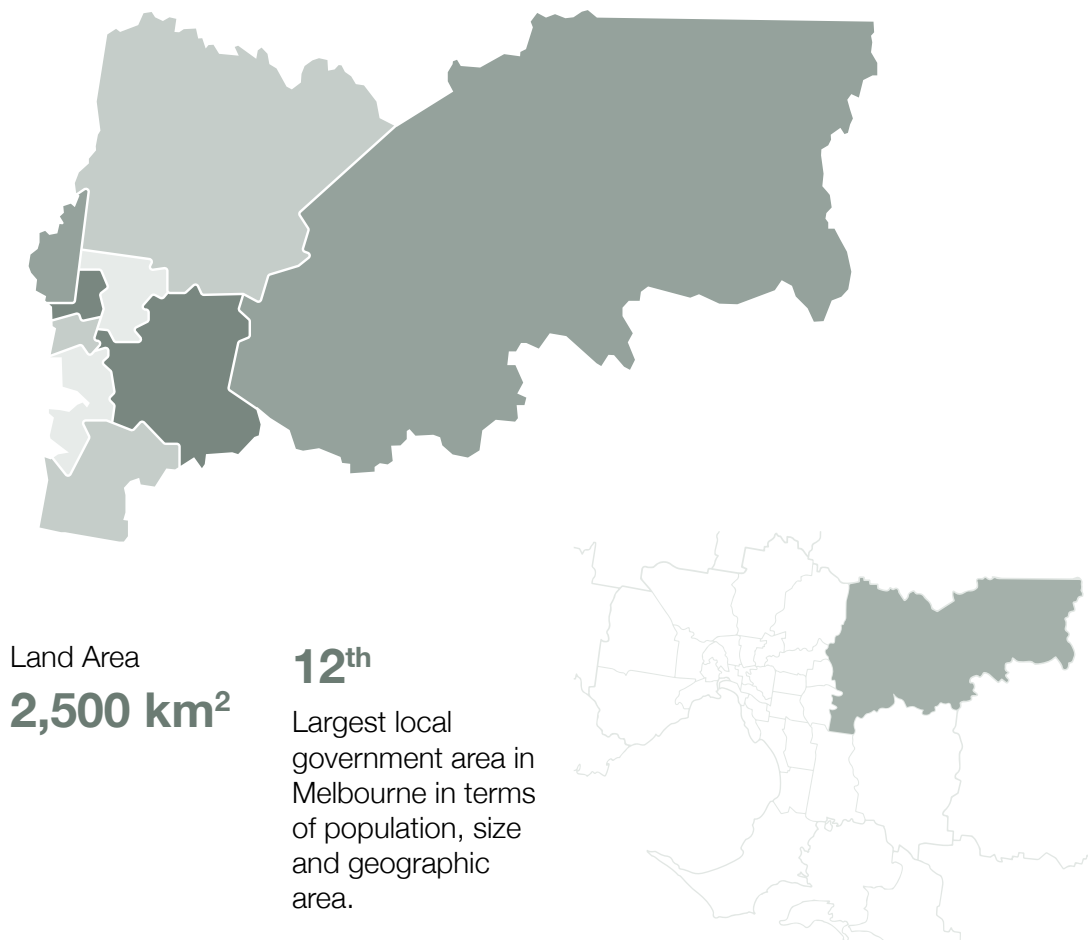 Land Area
2,500 km²
12th
Largest local
government area in
Melbourne in terms
of population, size
and geographic
area.